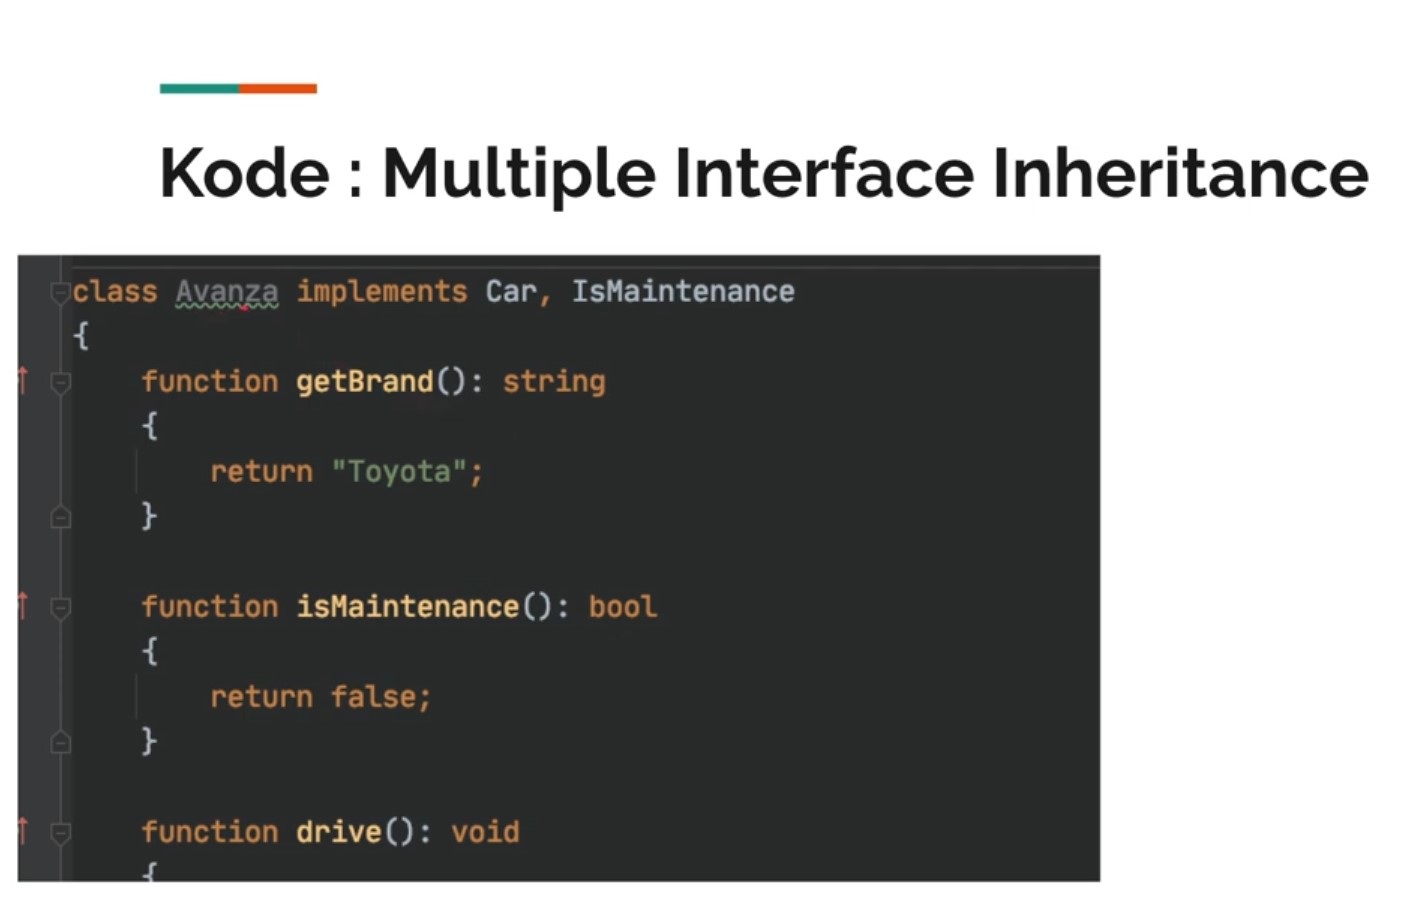 Kode : Multiple Interface Inheritance
class Avanza implements Car, IsMaintenance
{
function getBrand(): string
{
return "Toyota";
}
function isMaintenance(): bool
{
return false;
}
function drive(): void
{